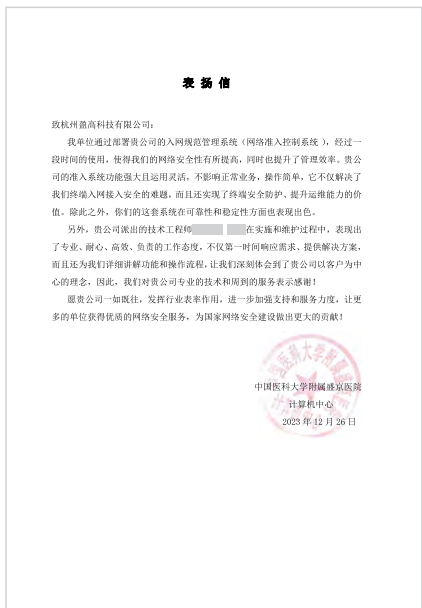 表 扬 信
致杭州盈高科技有限公司：
我单位通过部署贵公司的入网规范管理系统（网络准入控制系统），经过一
段时间的使用，使得我们的网络安全性有所提高，同时也提升了管理效率。贵公
司的准入系统功能强大且运用灵活，不影响正常业务，操作简单，它不仅解决了
我们终端入网接入安全的难题，而且还实现了终端安全防护、提升运维能力的价
值。除此之外，你们的这套系统在可靠性和稳定性方面也表现出色。
另外，贵公司派出的技术工程师 在实施和维护过程中，表现出
了专业、耐心、高效、负责的工作态度，不仅第一时间响应需求、提供解决方案，
而且还为我们详细讲解功能和操作流程，让我们深刻体会到了贵公司以客户为中
心的理念，因此，我们对贵公司专业的技术和周到的服务表示感谢！
愿贵公司一如既往，发挥行业表率作用，进一步加强支持和服务力度，让更
多的单位获得优质的网络安全服务，为国家网络安全建设做出更大的贡献！
中国医科大学附属盛京医院
计算机中心
2023 年 12 月 26 日